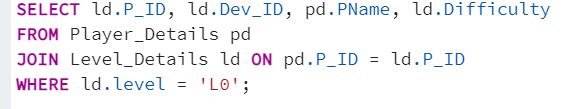 SELECT ld.P_ID, ld.Dev_ID, pd.PName, ld.Difficulty
FROM Player_Details pd
JOIN Level_Details ld ON pd.P_ID = ld.P_ID
WHERE ld.level = 'L0';